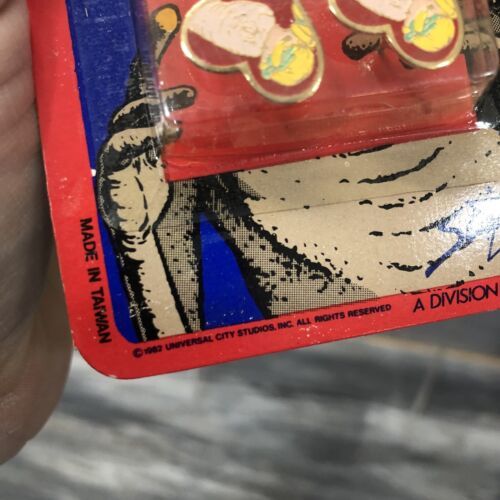 MADE IN TAIWAN
©1982 UNIVERSAL CITY STUDIOS, INC. ALL RIGHTS RESERVED
A DIVISION